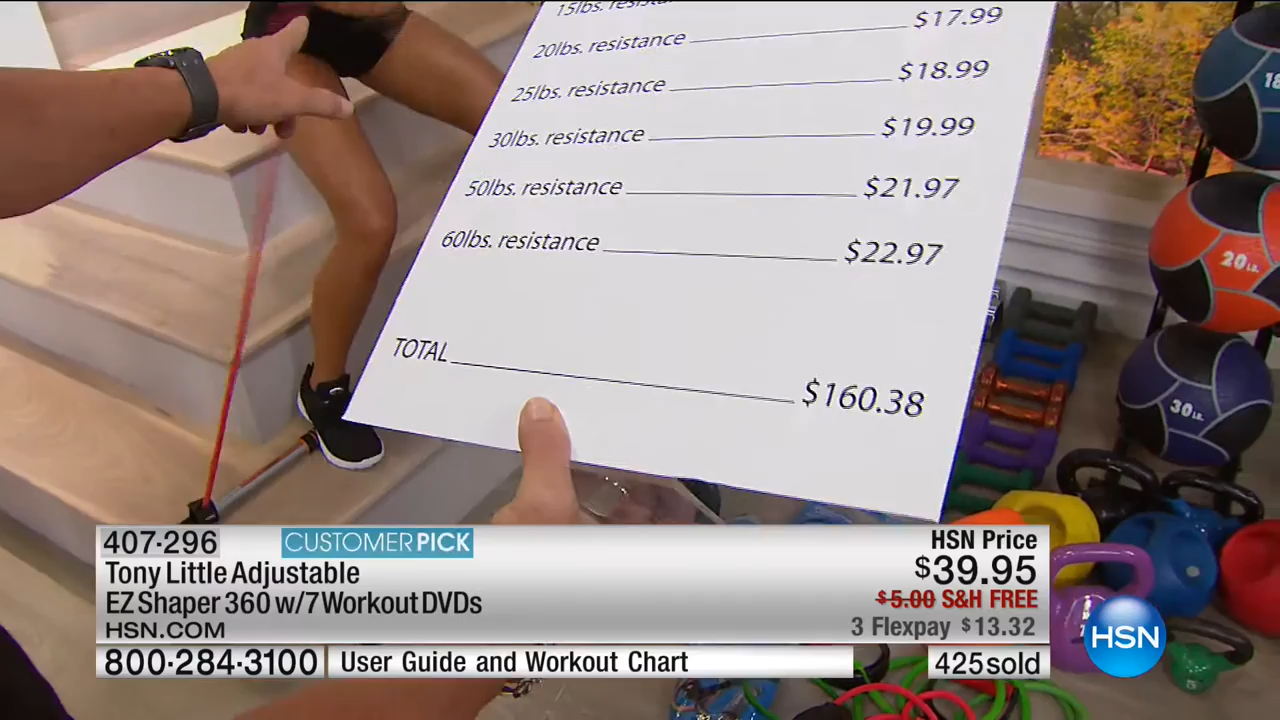 15lbs.
$17.99
20lbs. resistance
$18.99
25lbs. resistance
$19.99
30lbs. resistance
$21.97
50lbs. resistance
$22.97
60lbs. resistance
TOTAL
$160.38
20 LB.
30 LB.
407-296 CUSTOMER PICK
Tony Little Adjustable
EZ Shaper 360 w/7 Workout DVDs
HSN.COM
HSN Price
$39.95
$5.00 S&H FREE
3 Flexpay $13.32
HSN
800-284-3100
User Guide and Workout Chart
425 sold